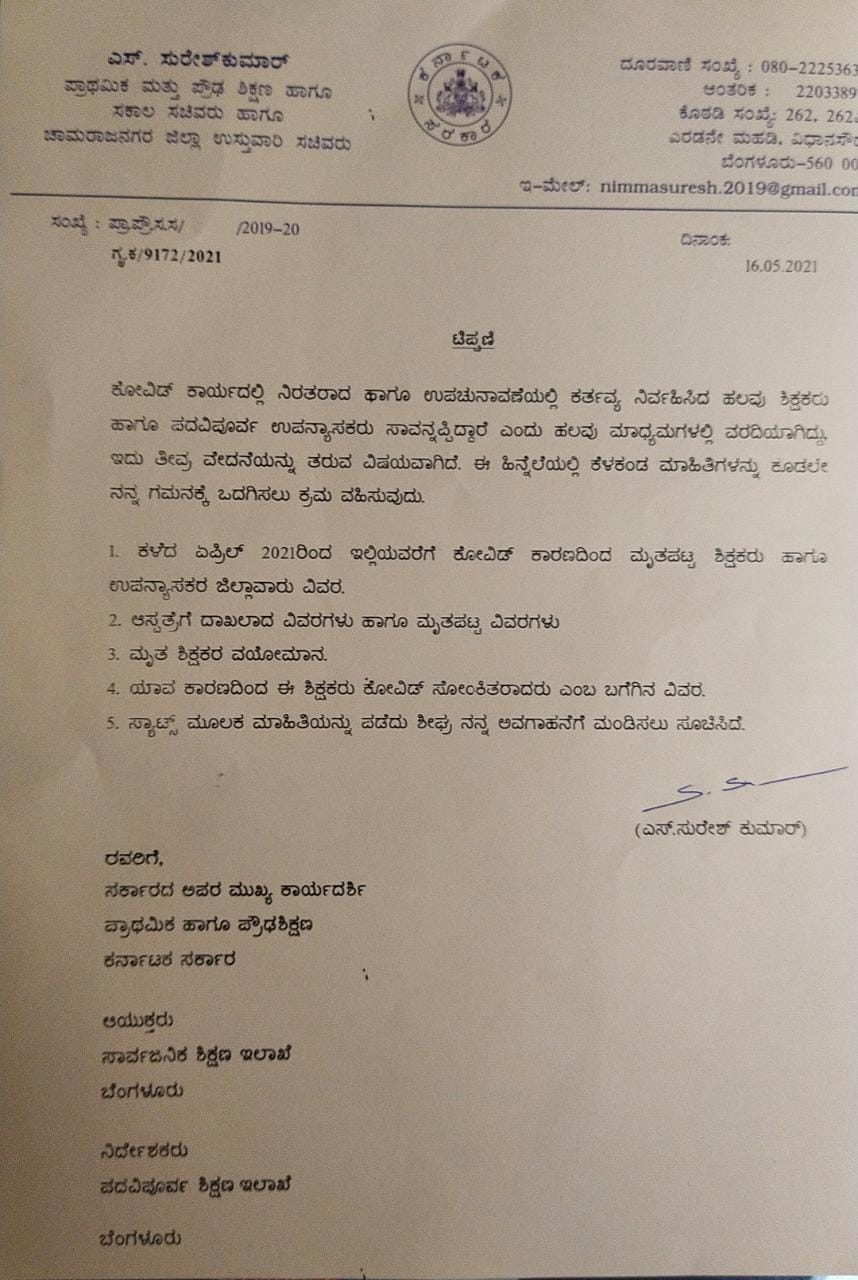 ಎಸ್. ಸುರೇಶ್‌ಕುಮಾರ್
ಪ್ರಾಥಮಿಕ ಮತ್ತು ಪ್ರೌಢ ಶಿಕ್ಷಣ ಹಾಗೂ
ಸಕಾಲ ಸಚಿವರು ಹಾಗೂ
ಚಾಮರಾಜನಗರ ಜಿಲ್ಲಾ ಉಸ್ತುವಾರಿ ಸಚಿವರು
ಕರ್ನಾಟಕ
ಸರಕಾರ
ದೂರವಾಣಿ ಸಂಖ್ಯೆ : 080-2225363
ಆಂತರಿಕ : 2203389
ಕೊಠಡಿ ಸಂಖ್ಯೆ: 262, 262
ಎರಡನೇ ಮಹಡಿ, ವಿಧಾನಸೌ
ಬೆಂಗಳೂರು-560 00
ಇ-ಮೇಲ್: nimmasuresh.2019@gmail.com
ಸಂಖ್ಯೆ : ಪ್ರಾ.ಪ್ರೌ.ಸ.ಸ/ /2019-20
ಗೃ.ಕ/9172/2021
ದಿನಾಂಕ:
16.05.2021
ಟಿಪ್ಪಣಿ
ಕೋವಿಡ್ ಕಾರ್ಯದಲ್ಲಿ ನಿರತರಾದ ಹಾಗೂ ಉಪಚುನಾವಣೆಯಲ್ಲಿ ಕರ್ತವ್ಯ ನಿರ್ವಹಿಸಿದ ಹಲವು ಶಿಕ್ಷಕರು
ಹಾಗೂ ಪದವಿಪೂರ್ವ ಉಪನ್ಯಾಸಕರು ಸಾವನ್ನಪ್ಪಿದ್ದಾರೆ ಎಂದು ಹಲವು ಮಾಧ್ಯಮಗಳಲ್ಲಿ ವರದಿಯಾಗಿದ್ದು,
ಇದು ತೀವ್ರ ವೇದನೆಯನ್ನು ತರುವ ವಿಷಯವಾಗಿದೆ. ಈ ಹಿನ್ನೆಲೆಯಲ್ಲಿ ಕೆಳಕಂಡ ಮಾಹಿತಿಗಳನ್ನು ಕೂಡಲೇ
ನನ್ನ ಗಮನಕ್ಕೆ ಒದಗಿಸಲು ಕ್ರಮ ವಹಿಸುವುದು.
1. ಕಳೆದ ಏಪ್ರಿಲ್ 2021ರಿಂದ ಇಲ್ಲಿಯವರೆಗೆ ಕೋವಿಡ್ ಕಾರಣದಿಂದ ಮೃತಪಟ್ಟ ಶಿಕ್ಷಕರು ಹಾಗೂ
ಉಪನ್ಯಾಸಕರ ಜಿಲ್ಲಾವಾರು ವಿವರ.
2. ಆಸ್ಪತ್ರೆಗೆ ದಾಖಲಾದ ವಿವರಗಳು ಹಾಗೂ ಮೃತಪಟ್ಟ ವಿವರಗಳು
3. ಮೃತ ಶಿಕ್ಷಕರ ವಯೋಮಾನ.
4. ಯಾವ ಕಾರಣದಿಂದ ಈ ಶಿಕ್ಷಕರು ಕೋವಿಡ್ ಸೋಂಕಿತರಾದರು ಎಂಬ ಬಗೆಗಿನ ವಿವರ.
5. ಸ್ಯಾಟ್ಸ್ ಮೂಲಕ ಮಾಹಿತಿಯನ್ನು ಪಡೆದು ಶೀಘ್ರ ನನ್ನ ಅವಗಾಹನೆಗೆ ಮಂಡಿಸಲು ಸೂಚಿಸಿದೆ.
(ಎಸ್.ಸುರೇಶ್ ಕುಮಾರ್)
ರವರಿಗೆ,
ಸರ್ಕಾರದ ಅಪರ ಮುಖ್ಯ ಕಾರ್ಯದರ್ಶಿ
ಪ್ರಾಥಮಿಕ ಹಾಗೂ ಪ್ರೌಢಶಿಕ್ಷಣ
ಕರ್ನಾಟಕ ಸರ್ಕಾರ
ಆಯುಕ್ತರು
ಸಾರ್ವಜನಿಕ ಶಿಕ್ಷಣ ಇಲಾಖೆ
ಬೆಂಗಳೂರು
ನಿರ್ದೇಶಕರು
ಪದವಿಪೂರ್ವ ಶಿಕ್ಷಣ ಇಲಾಖೆ
ಬೆಂಗಳೂರು